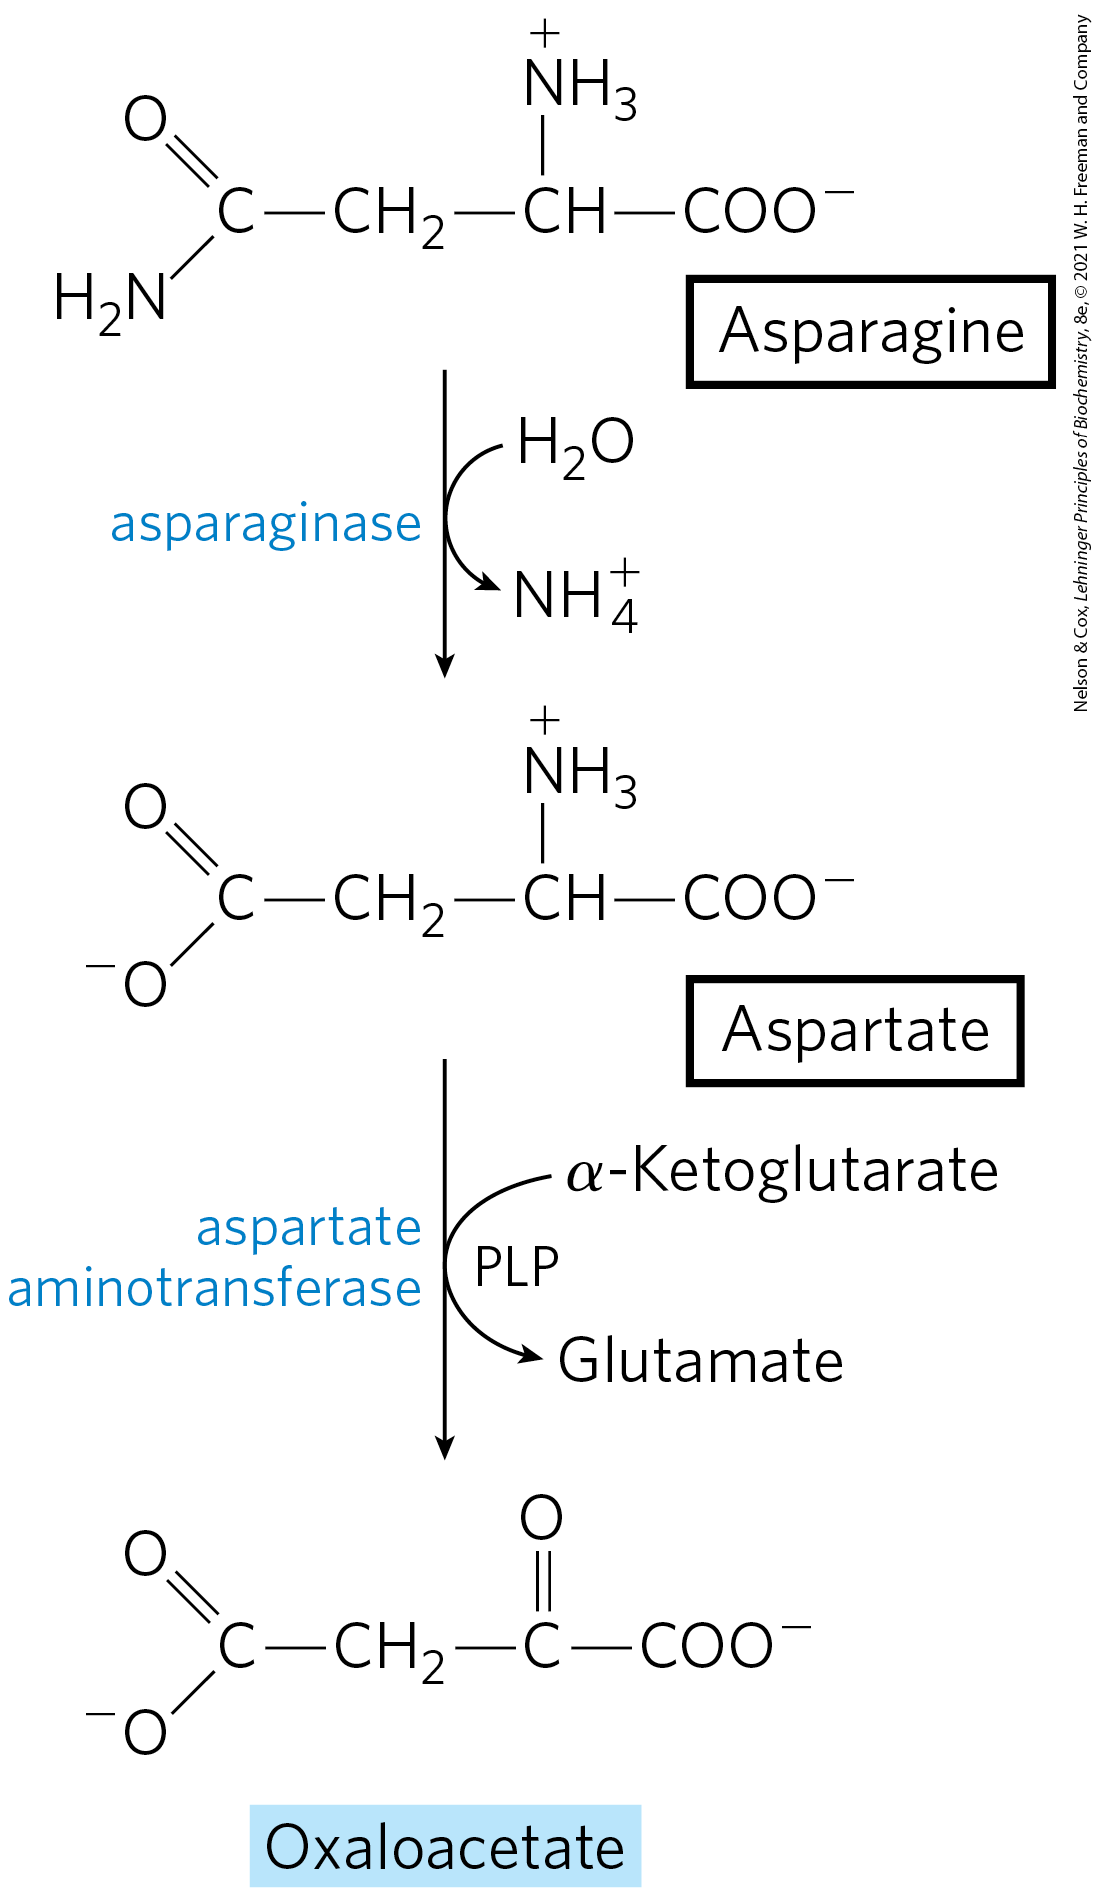 +
NH3
O
C—CH2—CH—COO−
H2N
Asparagine
H2O
asparaginase
NH4+
+
NH3
O
C—CH2—CH—COO−
−O
Aspartate
α-Ketoglutarate
aspartate
aminotransferase
PLP
Glutamate
O
O
C—CH2—C—COO−
−O
Oxaloacetate
Nelson & Cox, Lehninger Principles of Biochemistry, 8e, © 2021 W. H. Freeman and Company